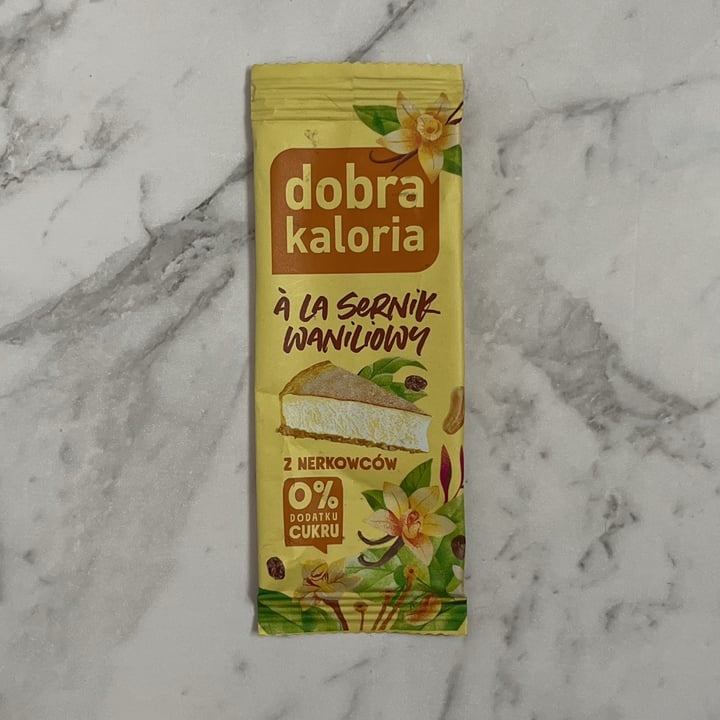 dobra
kaloria
À LA SERNIK
WANILIOWY
Z NERKOWCÓW
0%
DODATKU
CUKRU